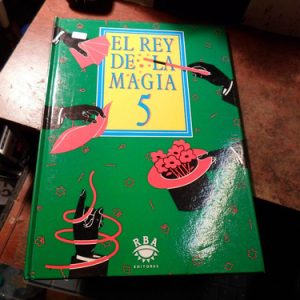 EL REY
DE LA
MAGIA
5
RBA
EDITORES